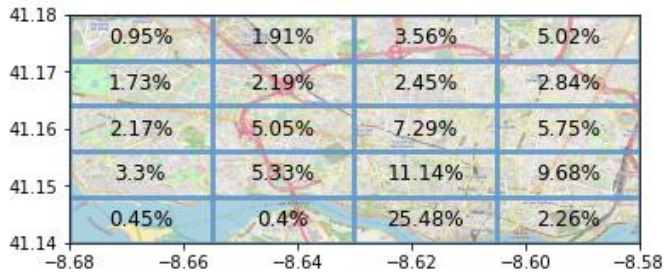 41.18
0.95% 1.91% 3.56% 5.02%
41.17
1.73% 2.19% 2.45% 2.84%
41.16
2.17% 5.05% 7.29% 5.75%
3.3% 5.33% 11.14% 9.68%
41.15
0.45% 0.4% 25.48% 2.26%
41.14
−8.68 −8.66 −8.64 −8.62 −8.60 −8.58